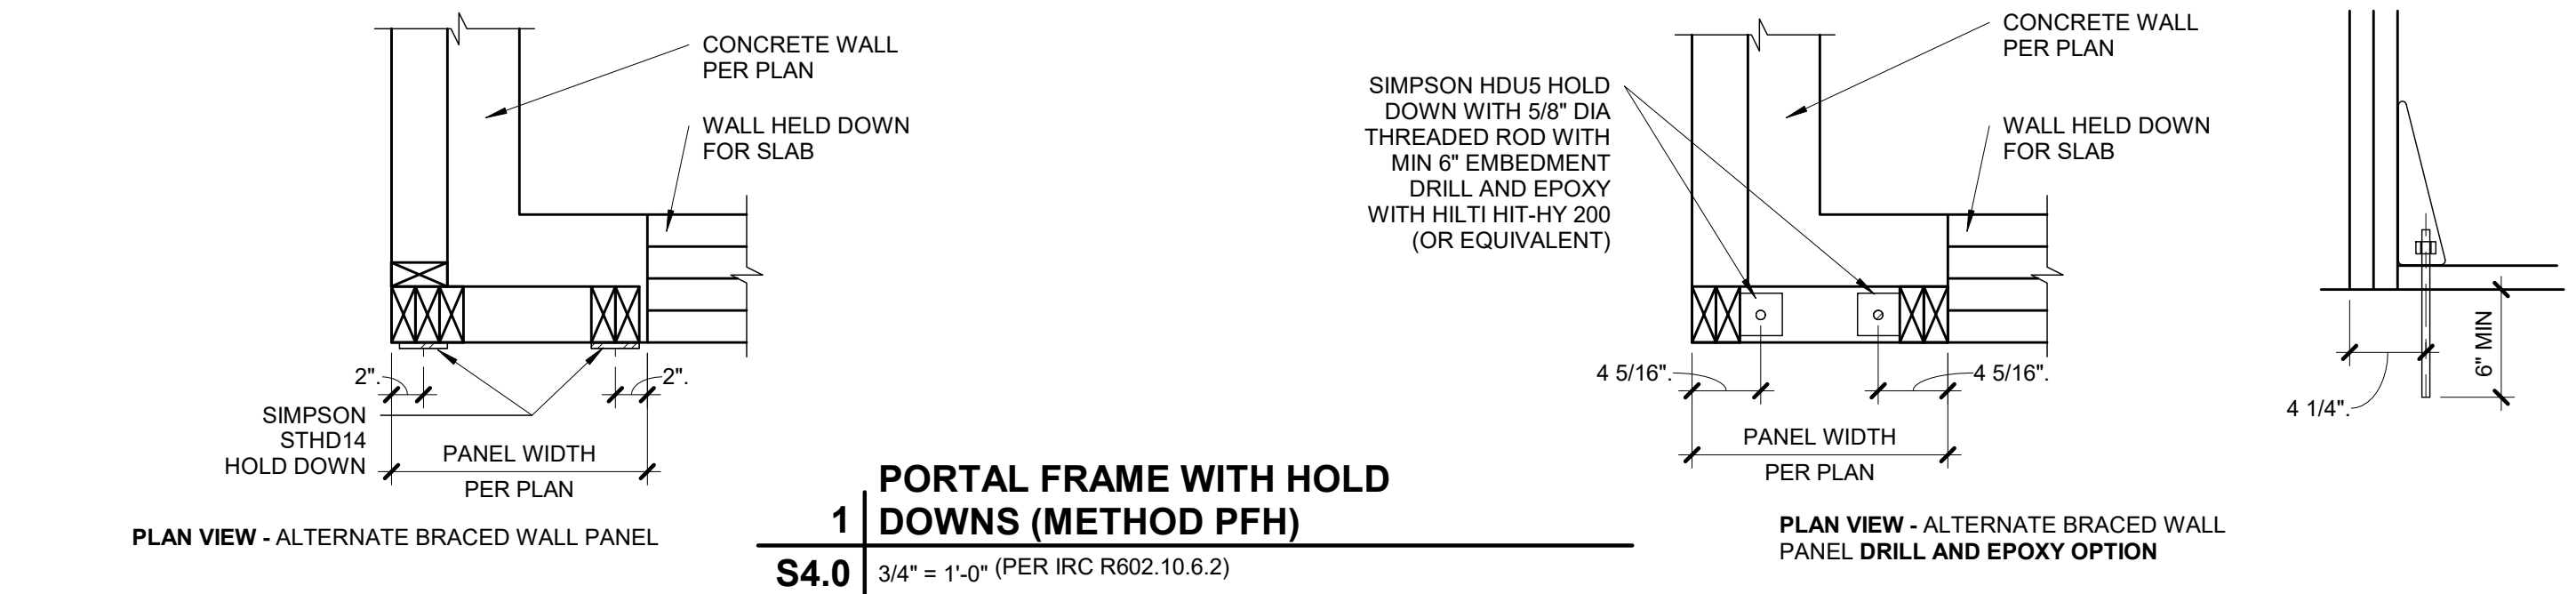 CONCRETE WALL
PER PLAN
WALL HELD DOWN
FOR SLAB
2".
2".
SIMPSON
STHD14
HOLD DOWN
PANEL WIDTH
PER PLAN
PLAN VIEW - ALTERNATE BRACED WALL PANEL
1
PORTAL FRAME WITH HOLD
DOWNS (METHOD PFH)
S4.0
3/4" = 1'-0" (PER IRC R602.10.6.2)
SIMPSON HDU5 HOLD
DOWN WITH 5/8" DIA
THREADED ROD WITH
MIN 6" EMBEDMENT
DRILL AND EPOXY
WITH HILTI HIT-HY 200
(OR EQUIVALENT)
CONCRETE WALL
PER PLAN
WALL HELD DOWN
FOR SLAB
4 5/16".
4 5/16".
PANEL WIDTH
PER PLAN
PLAN VIEW - ALTERNATE BRACED WALL
PANEL DRILL AND EPOXY OPTION
6" MIN
4 1/4".